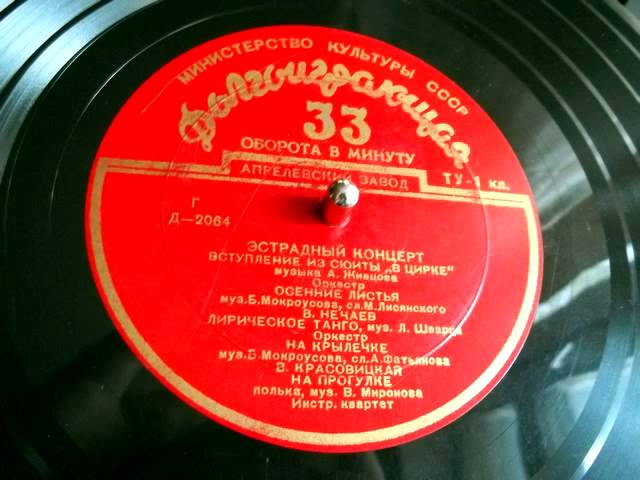 МИНИСТЕРСТВО КУЛЬТУРЫ СССР
Долгоиграющая
33
ОБОРОТА В МИНУТУ
АПРЕЛЕВСКИЙ ЗАВОД
ТУ-1 кл.
Г
Д—2064
ЭСТРАДНЫЙ КОНЦЕРТ
ВСТУПЛЕНИЕ ИЗ СЮИТЫ „В ЦИРКЕ"
музыка А. Живцова
Оркестр
ОСЕННИЕ ЛИСТЬЯ
муз. Б. Мокроусова, сл. М. Лисянского
В. НЕЧАЕВ
ЛИРИЧЕСКОЕ ТАНГО, муз. Л. Шварца
Оркестр
НА КРЫЛЕЧКЕ
муз. Б. Мокроусова, сл. А. Фатьянова
В. КРАСОВИЦКАЯ
НА ПРОГУЛКЕ
полька, муз. В. Миронова
Инстр. квартет